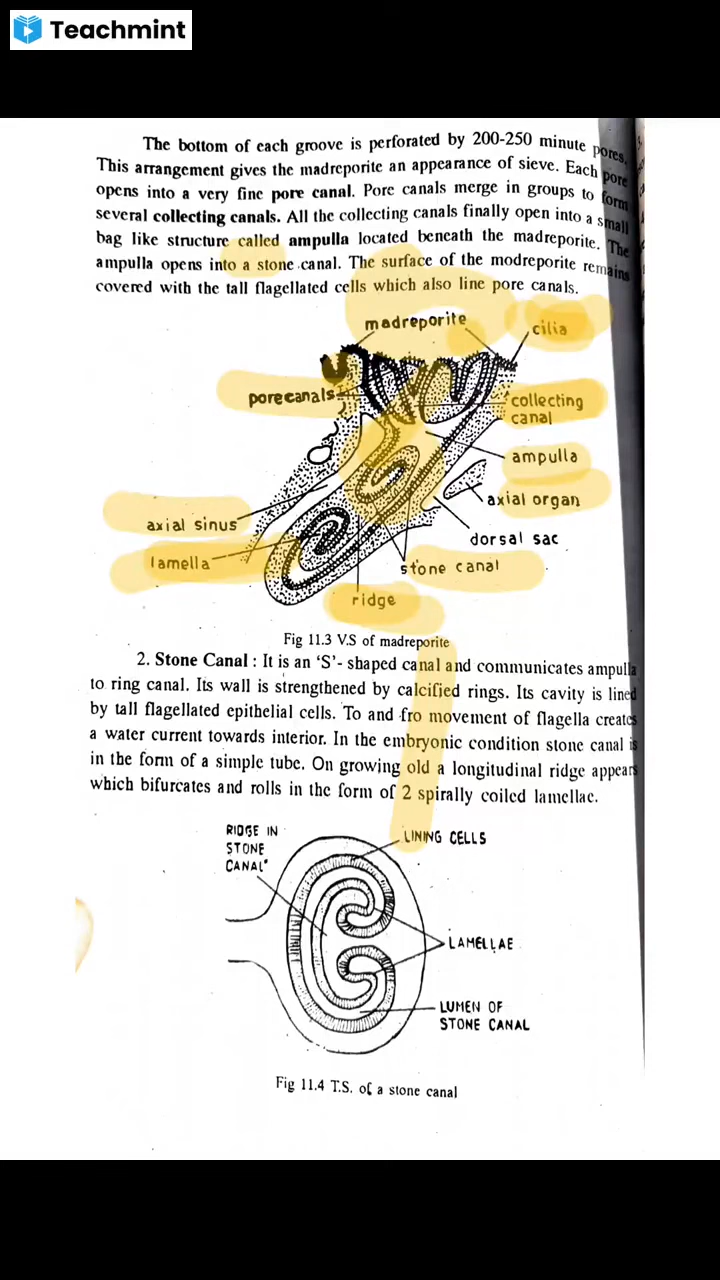 Teachmint
The bottom of each groove is perforated by 200-250 minute pores.
This arrangement gives the madreporite an appearance of sieve. Each pore
opens into a very fine pore canal. Pore canals merge in groups to form
several collecting canals. All the collecting canals finally open into a small
bag like structure called ampulla located beneath the madreporite. The
ampulla opens into a stone canal. The surface of the modreporite remains
covered with the tall flagellated cells which also line pore canals.
madreporite
cilia
pore canals
collecting
canal
ampulla
axial organ
axial sinus
dorsal sac
lamella
stone canal
ridge
Fig 11.3 V.S of madreporite
2. Stone Canal : It is an 'S'- shaped canal and communicates ampulla
to ring canal. Its wall is strengthened by calcified rings. Its cavity is lined
by tall flagellated epithelial cells. To and fro movement of flagella creates
a water current towards interior. In the embryonic condition stone canal is
in the form of a simple tube. On growing old a longitudinal ridge appears
which bifurcates and rolls in the form of 2 spirally coiled lamellae.
RIDGE IN
STONE
CANAL
LINING CELLS
LAMELLAE
LUMEN OF
STONE CANAL
Fig 11.4 T.S. of a stone canal